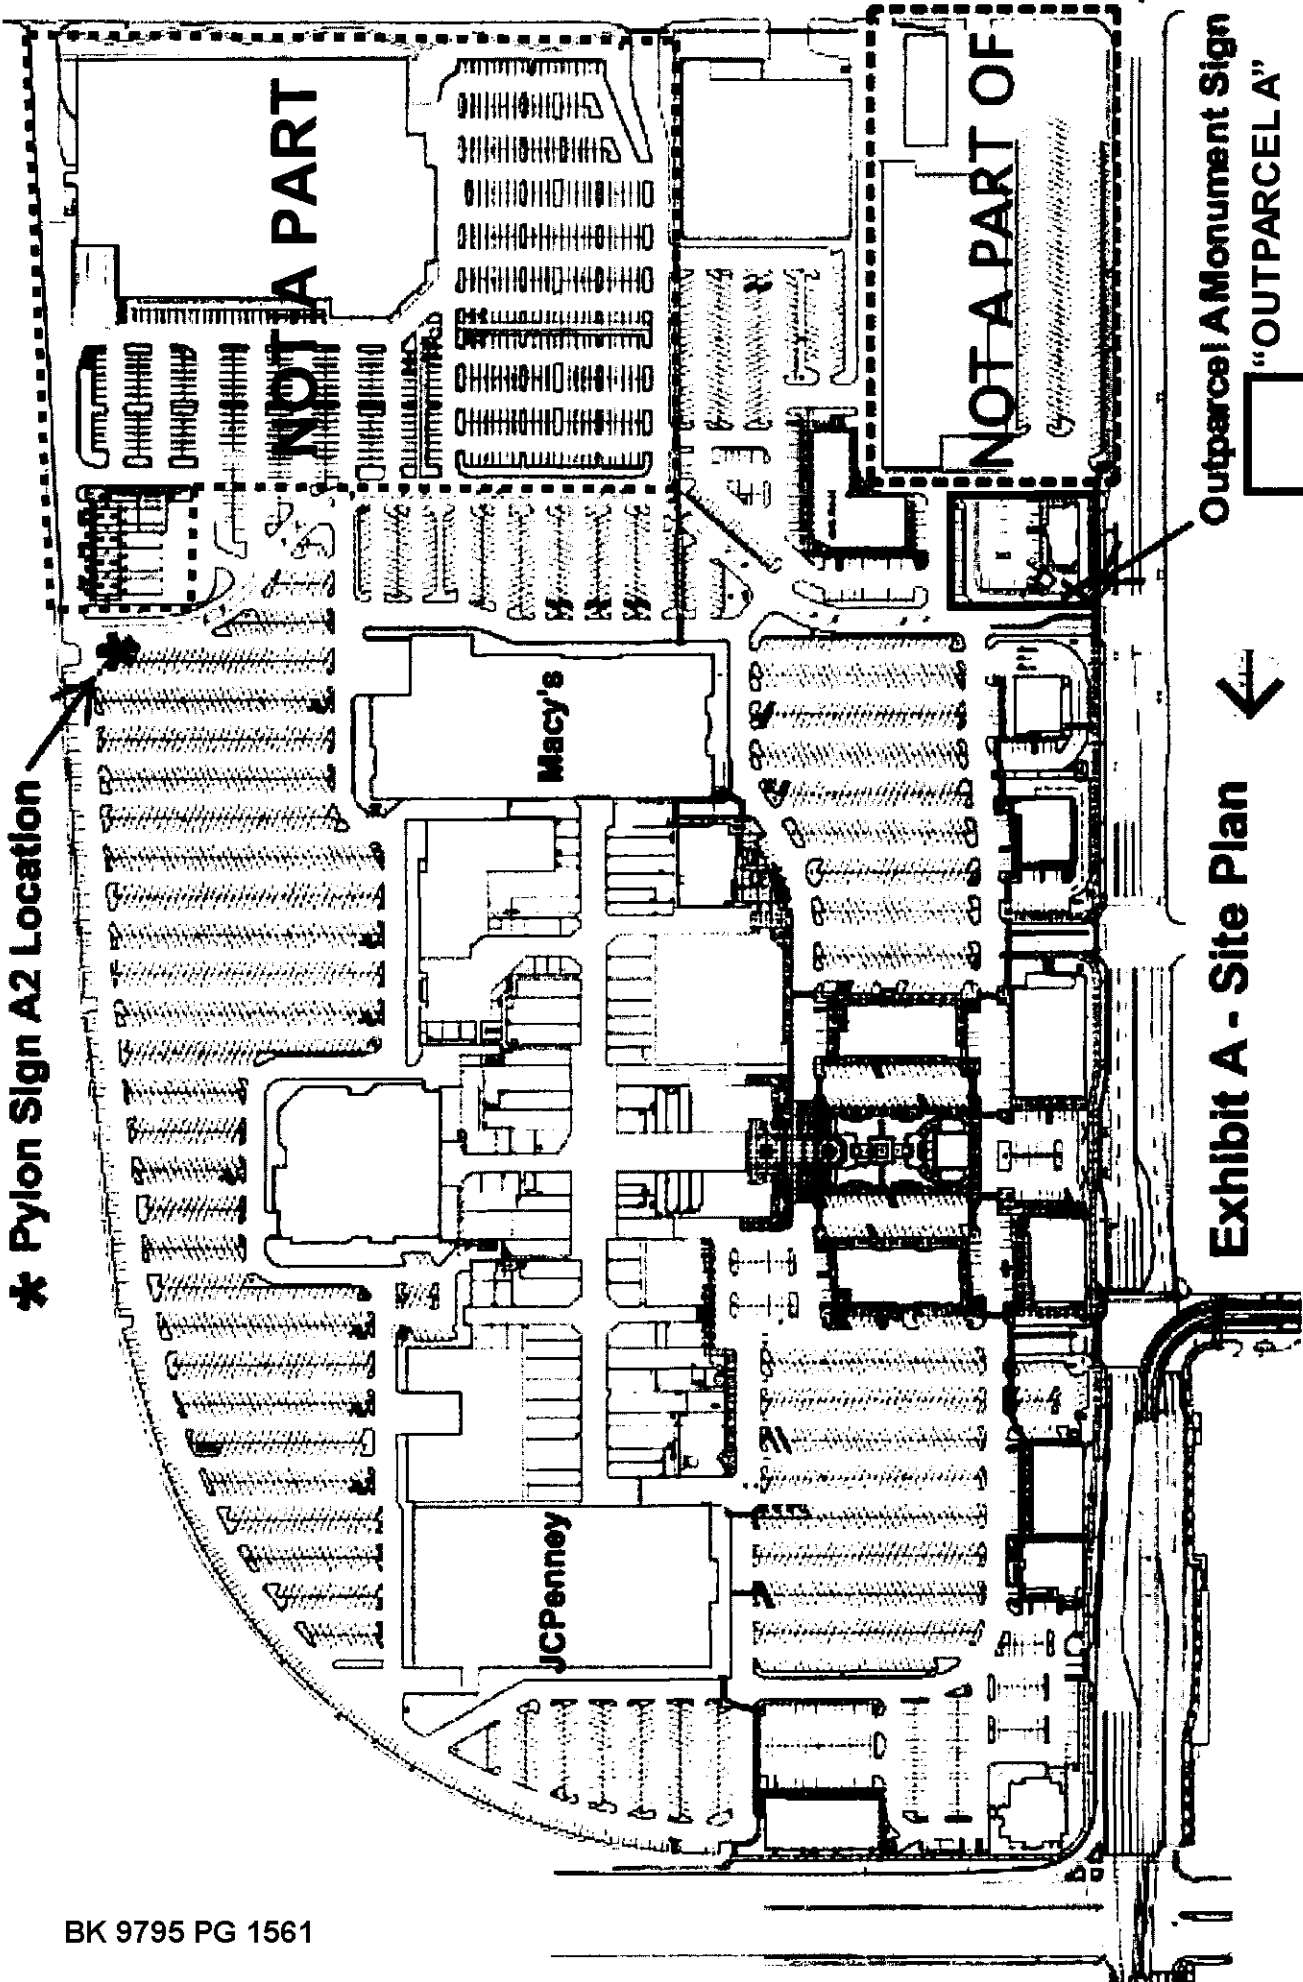 * Pylon Sign A2 Location
NOT A PART
NOT A PART OF
Macy's
JCPenney
Outparcel A Monument Sign
"OUTPARCEL A"
Exhibit A - Site Plan
BK 9795 PG 1561